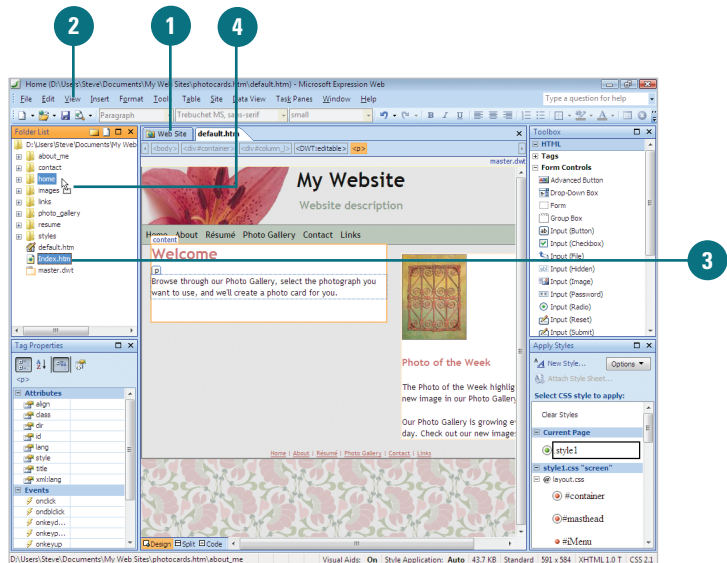 2
1
4
Home (D:\Users\Steve\Documents\My Web Sites\photocards.htm\default.htm) - Microsoft Expression Web
File Edit View Insert Format Tools Table Site Data View Task Panes Window Help
Type a question for help
Paragraph
Trebuchet MS, sans-serif
small
B I U
Folder List
D:\Users\Steve\Documents\My Web
about_me
contact
home
images
links
photo_gallery
resume
styles
default.htm
Index.htm
master.dwt
Web Site
default.htm
<body> <div#container> <div#column_l> <DWT:editable> <p>
master.dwt
My Website
Website description
Home About Résumé Photo Gallery Contact Links
content
Welcome
p
Browse through our Photo Gallery, select the photograph you
want to use, and we'll create a photo card for you.
Photo of the Week
The Photo of the Week highlig
new image in our Photo Gallery
Our Photo Gallery is growing e
day. Check out our new image
Home | About | Résumé | Photo Gallery | Contact | Links
Design Split Code
Toolbox
HTML
Tags
Form Controls
Advanced Button
Drop-Down Box
Form
Group Box
Input (Button)
Input (Checkbox)
Input (File)
Input (Hidden)
Input (Image)
Input (Password)
Input (Radio)
Input (Reset)
Input (Submit)
3
Tag Properties
<p>
Attributes
align
class
dir
id
lang
style
title
xml:lang
Events
onclick
ondblclick
onkeyd...
onkeyp...
onkeyup
Apply Styles
New Style...
Options
Attach Style Sheet...
Select CSS style to apply:
Clear Styles
Current Page
.style1
style1.css "screen"
@ layout.css
#container
#masthead
#iMenu
D:\Users\Steve\Documents\My Web Sites\photocards.htm\about_me
Visual Aids: On Style Application: Auto 43.7 KB Standard 591 x 584 XHTML 1.0 T CSS 2.1